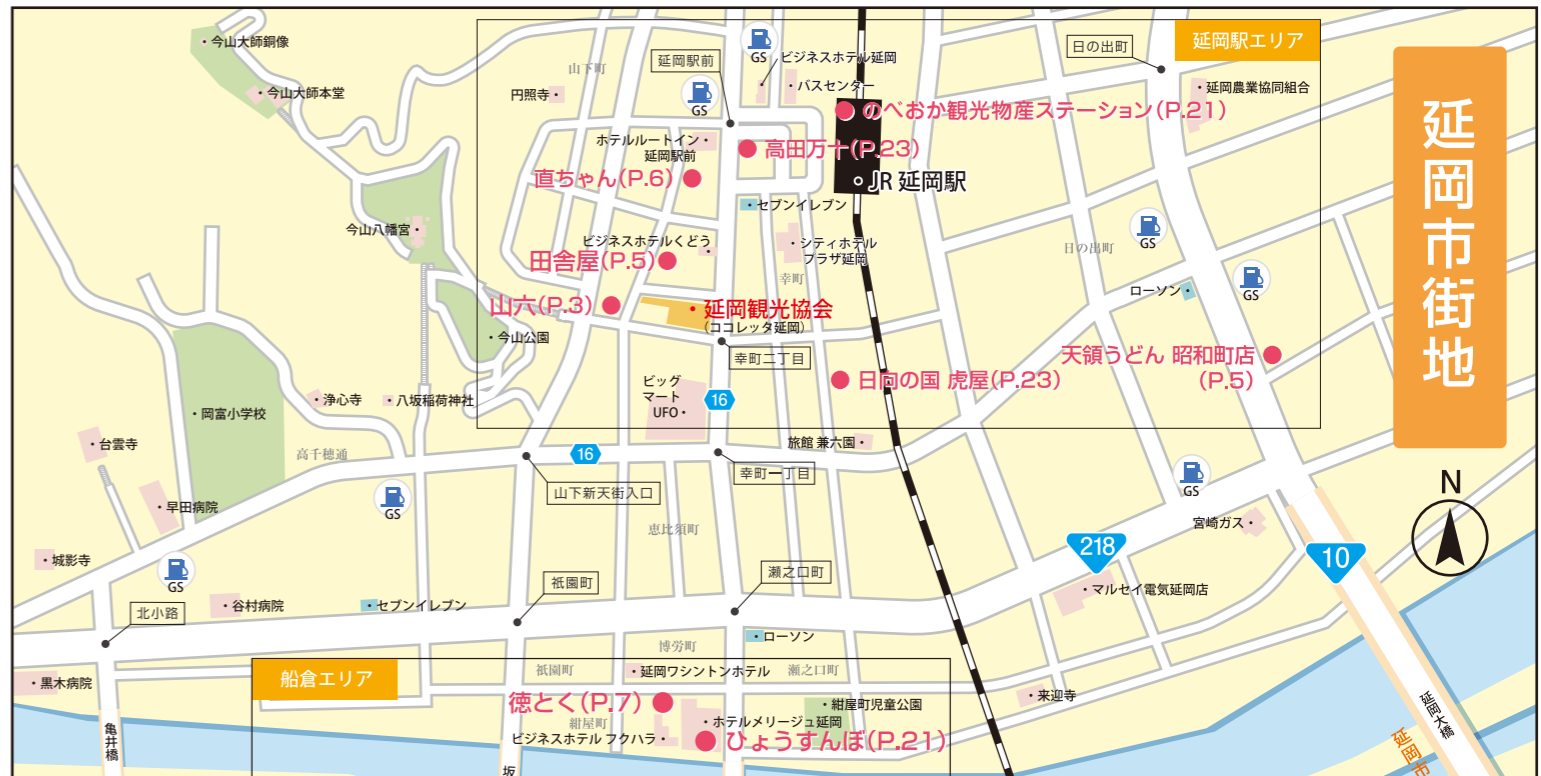 延岡市街地
延岡駅エリア
・今山大師銅像
・今山大師本堂
山下町
円照寺・
延岡駅前
GS
ビジネスホテル延岡
・バスセンター
日の出町
・延岡農業協同組合
GS
のべおか観光物産ステーション(P.21)
ホテルルートイン・
延岡駅前
高田万十(P.23)
直ちゃん(P.6)
JR 延岡駅
・セブンイレブン
今山八幡宮・
ビジネスホテルくどう
・シティホテル
プラザ延岡
日の出町
GS
田舎屋(P.5)
幸町
GS
ローソン・
山六(P.3)
・延岡観光協会
(ココレッタ延岡)
・今山公園
幸町二丁目
天領うどん 昭和町店
(P.5)
日向の国 虎屋(P.23)
ビッグ
マート
UFO・
16
・浄心寺
・八坂稲荷神社
・岡富小学校
・台雲寺
高千穂通
16
旅館 兼六園・
幸町一丁目
山下新天街入口
GS
GS
N
・早田病院
恵比須町
宮崎ガス・
218
10
・城影寺
GS
祇園町
瀬之口町
・マルセイ電気延岡店
北小路
・谷村病院
・セブンイレブン
・ローソン
博労町
船倉エリア
祇園町
・延岡ワシントンホテル
瀬之口町
・黒木病院
・来迎寺
徳とく(P.7)
・紺屋町児童公園
紺屋町
・ホテルメリージュ延岡
ビジネスホテル フクハラ・
ひょうすんぼ(P.21)
亀井橋
坂
延岡大橋
延岡市